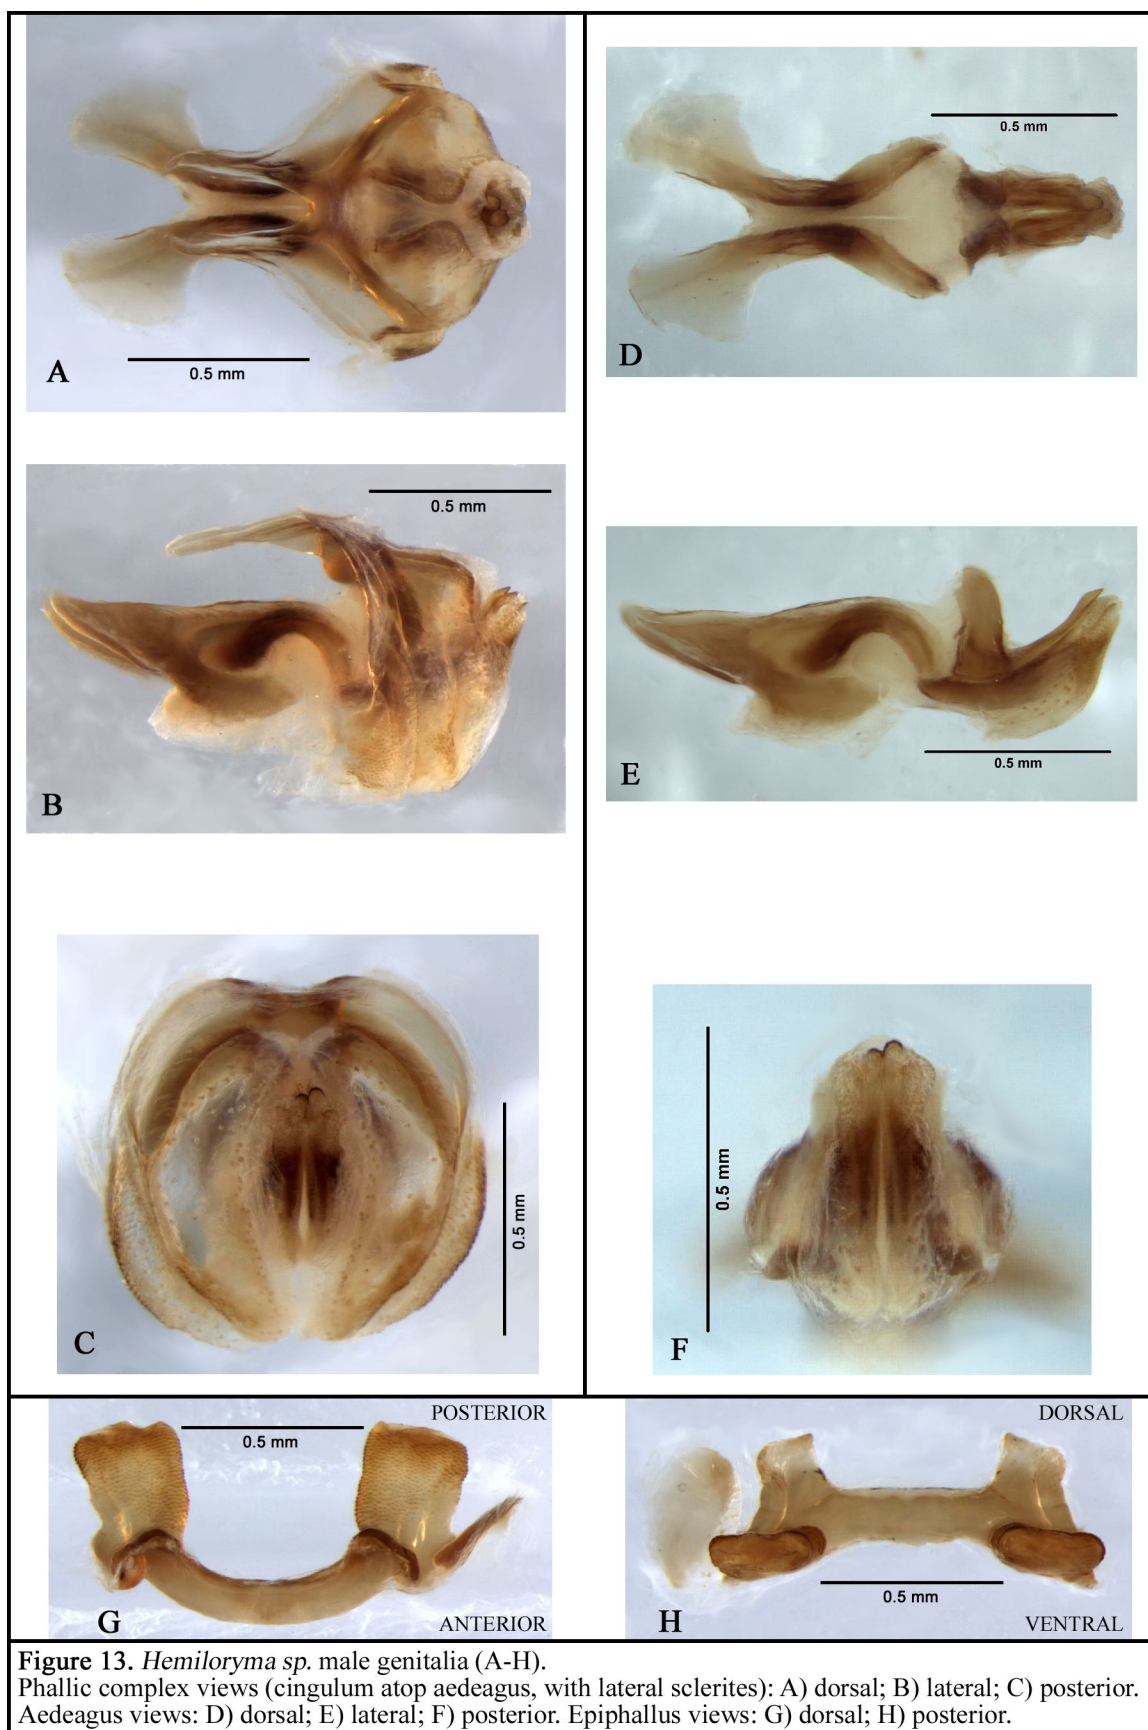 A
0.5 mm
D
0.5 mm
B
0.5 mm
E
0.5 mm
C
0.5 mm
F
0.5 mm
POSTERIOR
0.5 mm
G
ANTERIOR
DORSAL
0.5 mm
H
VENTRAL
Figure 13. Hemiloryma sp. male genitalia (A-H).
Phallic complex views (cingulum atop aedeagus, with lateral sclerites): A) dorsal; B) lateral; C) posterior.
Aedeagus views: D) dorsal; E) lateral; F) posterior. Epiphallus views: G) dorsal; H) posterior.